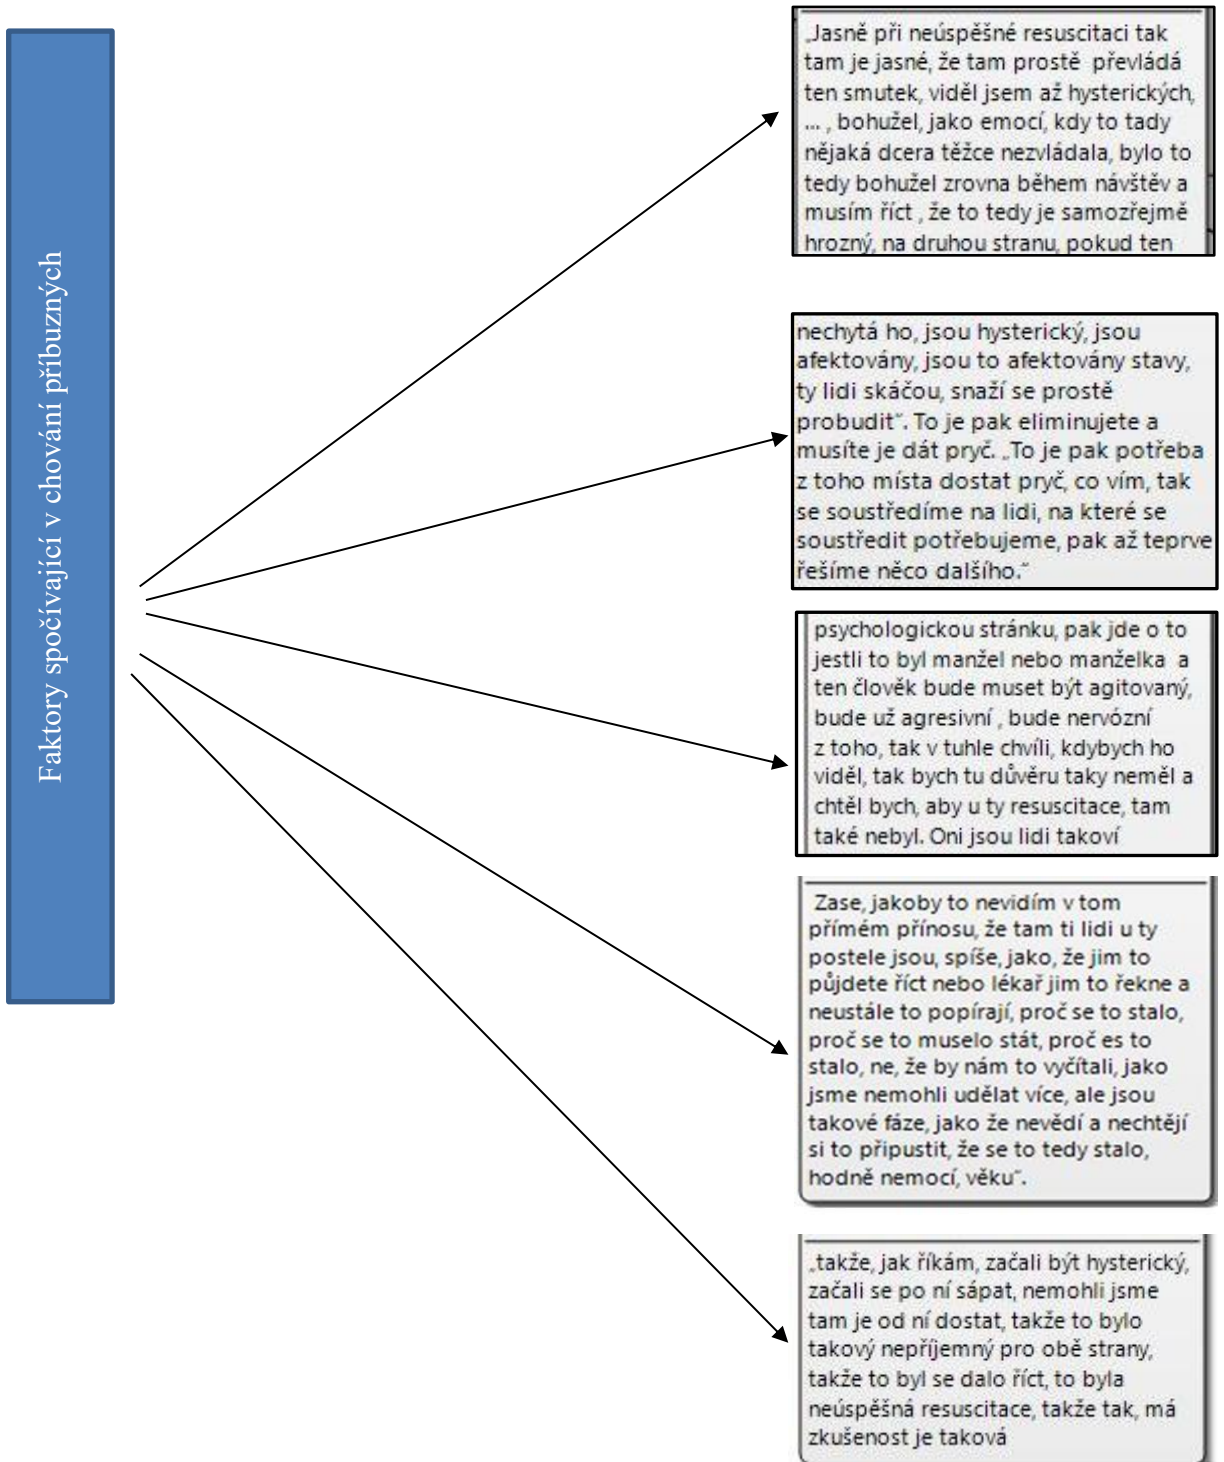 Faktory spočívající v chování příbuzných
„Jasně při neúspěšné resuscitaci tak
tam je jasné, že tam prostě převládá
ten smutek, viděl jsem až hysterických,
... , bohužel, jako emocí, kdy to tady
nějaká dcera těžce nezvládala, bylo to
tedy bohužel zrovna během návštěv a
musím říct , že to tedy je samozřejmě
hrozný, na druhou stranu, pokud ten
nechytá ho, jsou hysterický, jsou
afektovány, jsou to afektovány stavy,
ty lidi skáčou, snaží se prostě
probudit“. To je pak eliminujete a
musíte je dát pryč. „To je pak potřeba
z toho místa dostat pryč, co vím, tak
se soustředíme na lidi, na které se
soustředit potřebujeme, pak až teprve
řešíme něco dalšího.“
psychologickou stránku, pak jde o to
jestli to byl manžel nebo manželka a
ten člověk bude muset být agitovaný,
bude už agresivní , bude nervózní
z toho, tak v tuhle chvíli, kdybych ho
viděl, tak bych tu důvěru taky neměl a
chtěl bych, aby u ty resuscitace, tam
také nebyl. Oni jsou lidi takoví
Zase, jakoby to nevidím v tom
přímém přínosu, že tam ti lidi u ty
postele jsou, spíše, jako, že jim to
půjdete říct nebo lékař jim to řekne a
neustále to popírají, proč se to stalo,
proč se to muselo stát, proč es to
stalo, ne, že by nám to vyčítali, jako
jsme nemohli udělat více, ale jsou
takové fáze, jako že nevědí a nechtějí
si to připustit, že se to tedy stalo,
hodně nemocí, věku“.
„takže, jak říkám, začali být hysterický,
začali se po ní sápat, nemohli jsme
tam je od ní dostat, takže to bylo
takový nepříjemný pro obě strany,
takže to byl se dalo říct, to byla
neúspěšná resuscitace, takže tak, má
zkušenost je taková